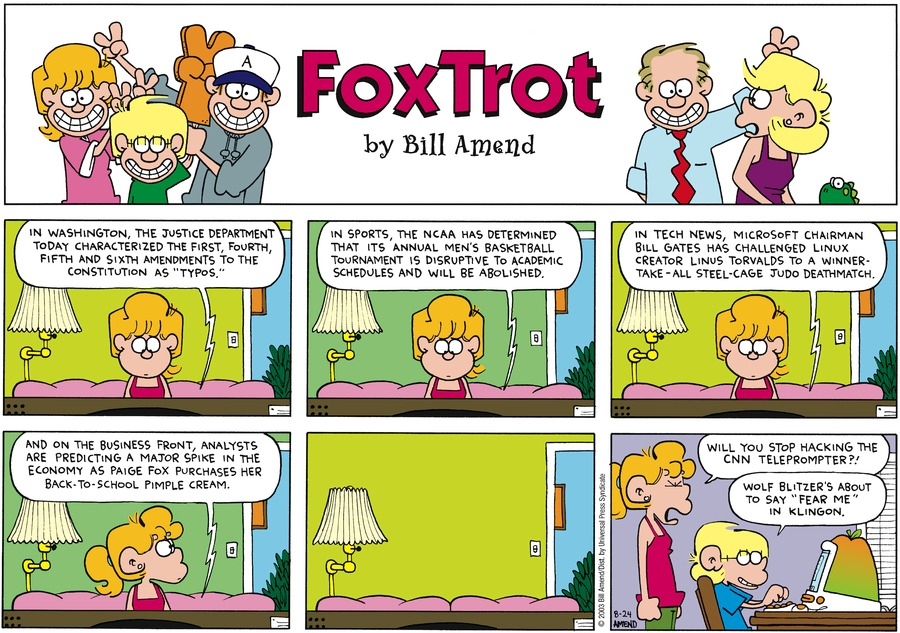 A
FoxTrot
by Bill Amend
IN WASHINGTON, THE JUSTICE DEPARTMENT
TODAY CHARACTERIZED THE FIRST, FOURTH,
FIFTH AND SIXTH AMENDMENTS TO THE
CONSTITUTION AS "TYPOS."
IN SPORTS, THE NCAA HAS DETERMINED
THAT ITS ANNUAL MEN'S BASKETBALL
TOURNAMENT IS DISRUPTIVE TO ACADEMIC
SCHEDULES AND WILL BE ABOLISHED.
IN TECH NEWS, MICROSOFT CHAIRMAN
BILL GATES HAS CHALLENGED LINUX
CREATOR LINUS TORVALDS TO A WINNER-
TAKE-ALL STEEL-CAGE JUDO DEATHMATCH.
AND ON THE BUSINESS FRONT, ANALYSTS
ARE PREDICTING A MAJOR SPIKE IN THE
ECONOMY AS PAIGE FOX PURCHASES HER
BACK-TO-SCHOOL PIMPLE CREAM.
© 2003 Bill Amend/Dist. by Universal Press Syndicate
WILL YOU STOP HACKING THE
CNN TELEPROMPTER?!
WOLF BLITZER'S ABOUT
TO SAY "FEAR ME"
IN KLINGON.
8-24
AMEND